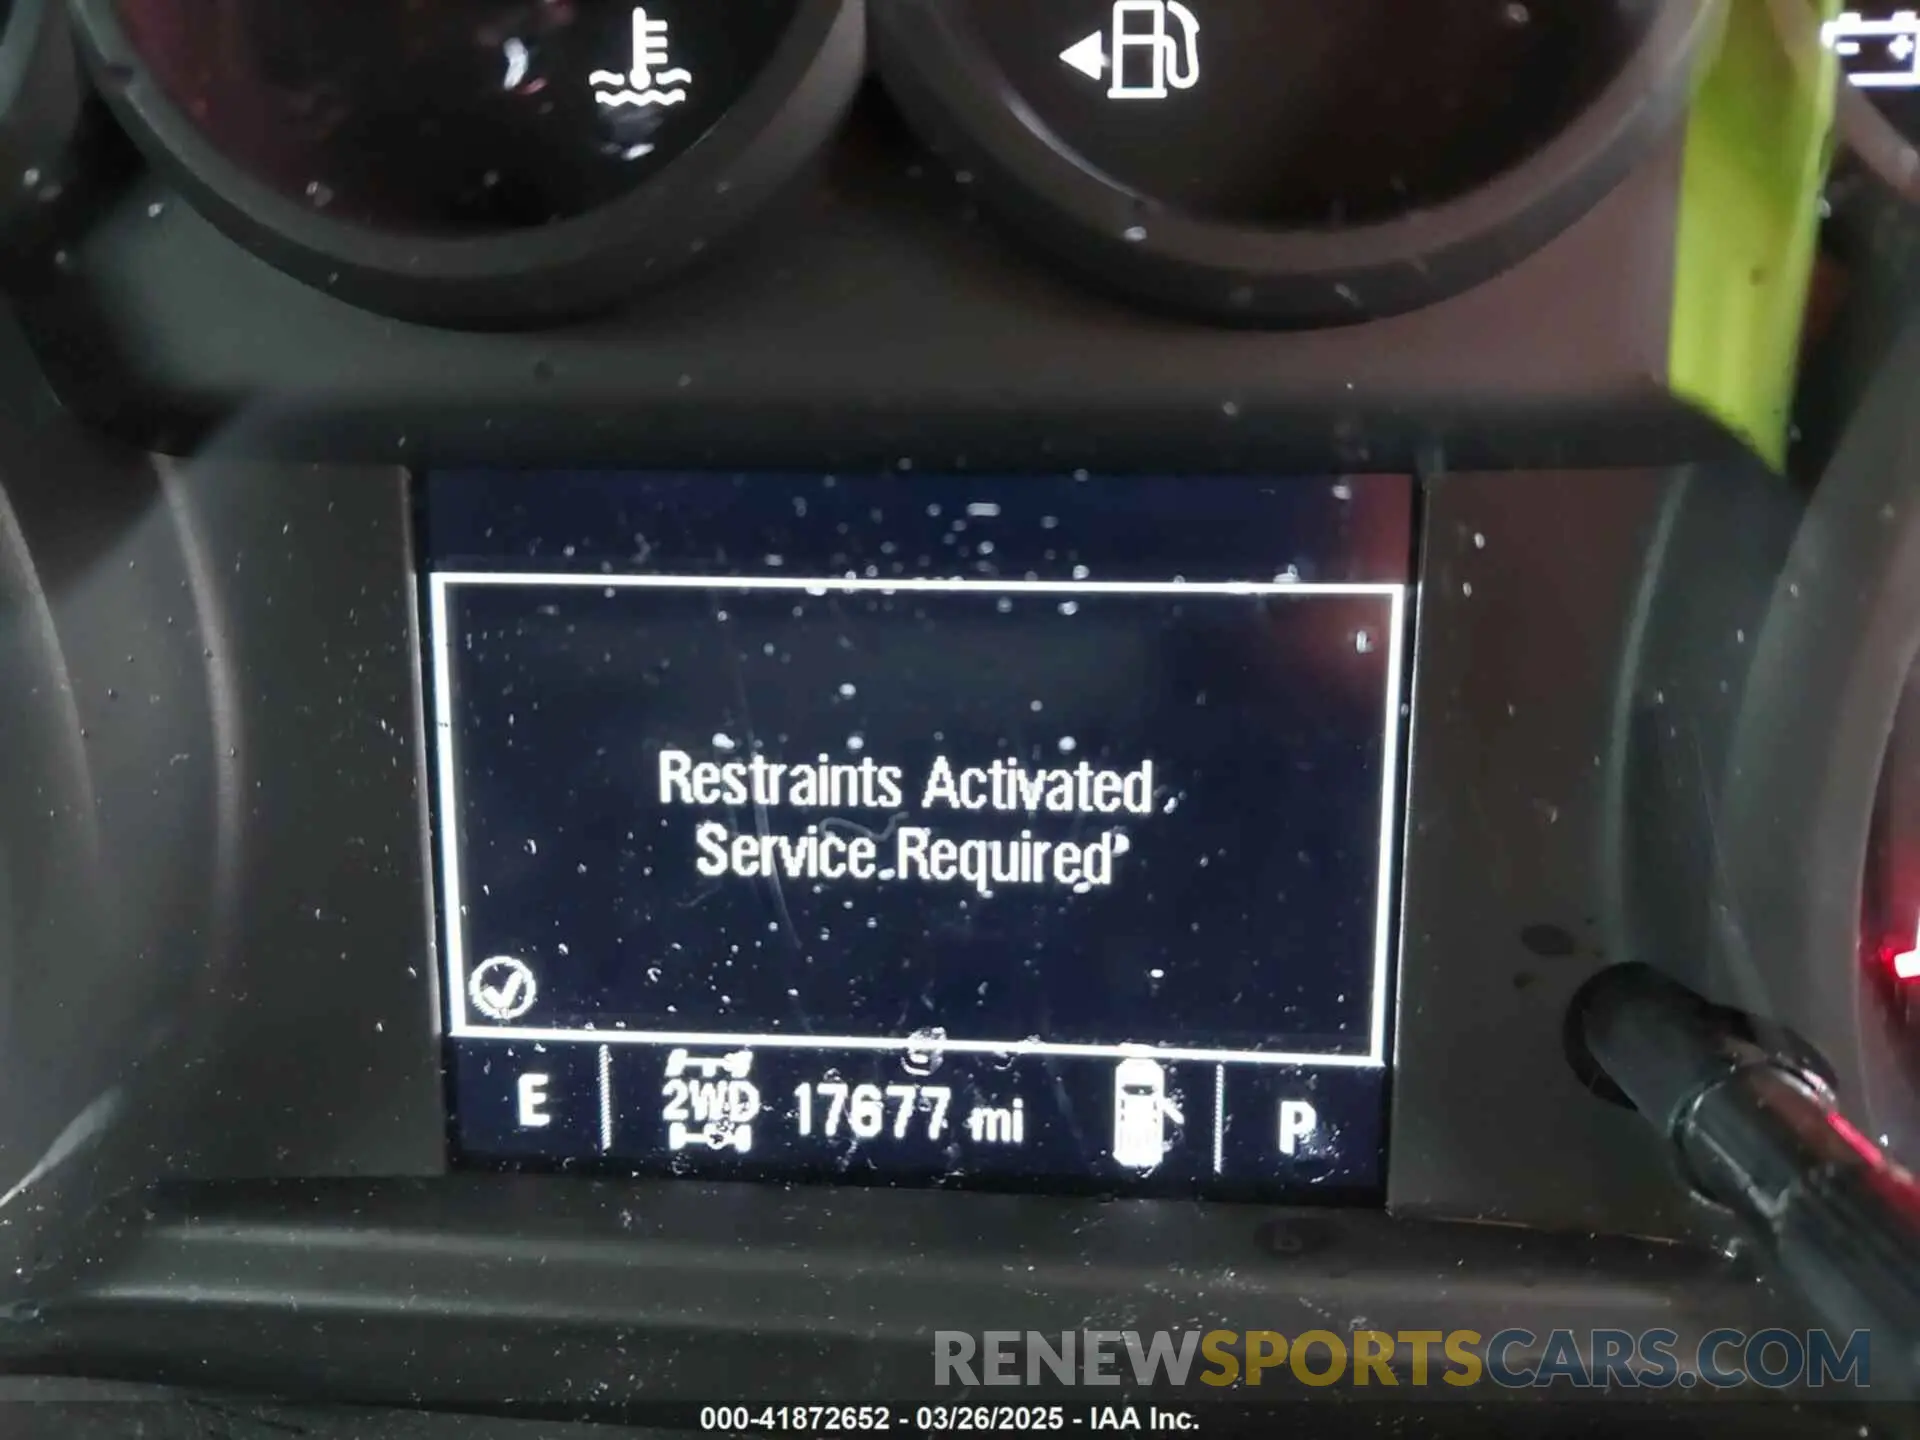 Restraints Activated
Service Required
E 2WD 17677 mi P
RENEWSPORTSCARS.COM
000-41872652 - 03/26/2025 - IAA Inc.